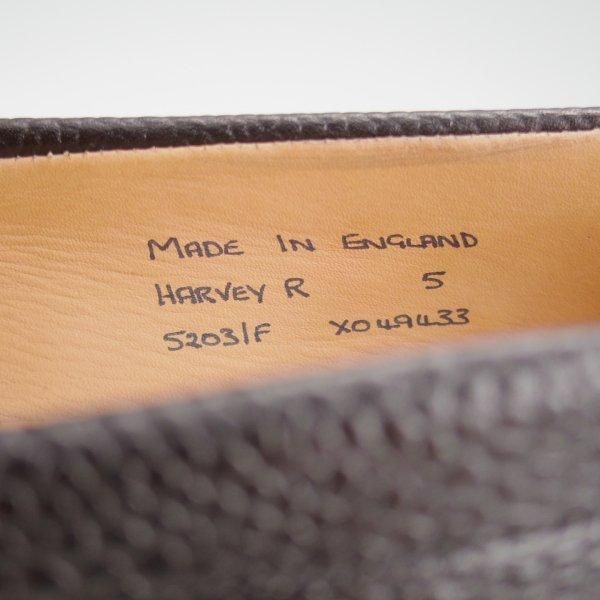 MADE IN ENGLAND
HARVEY R 5
5203/F X049433